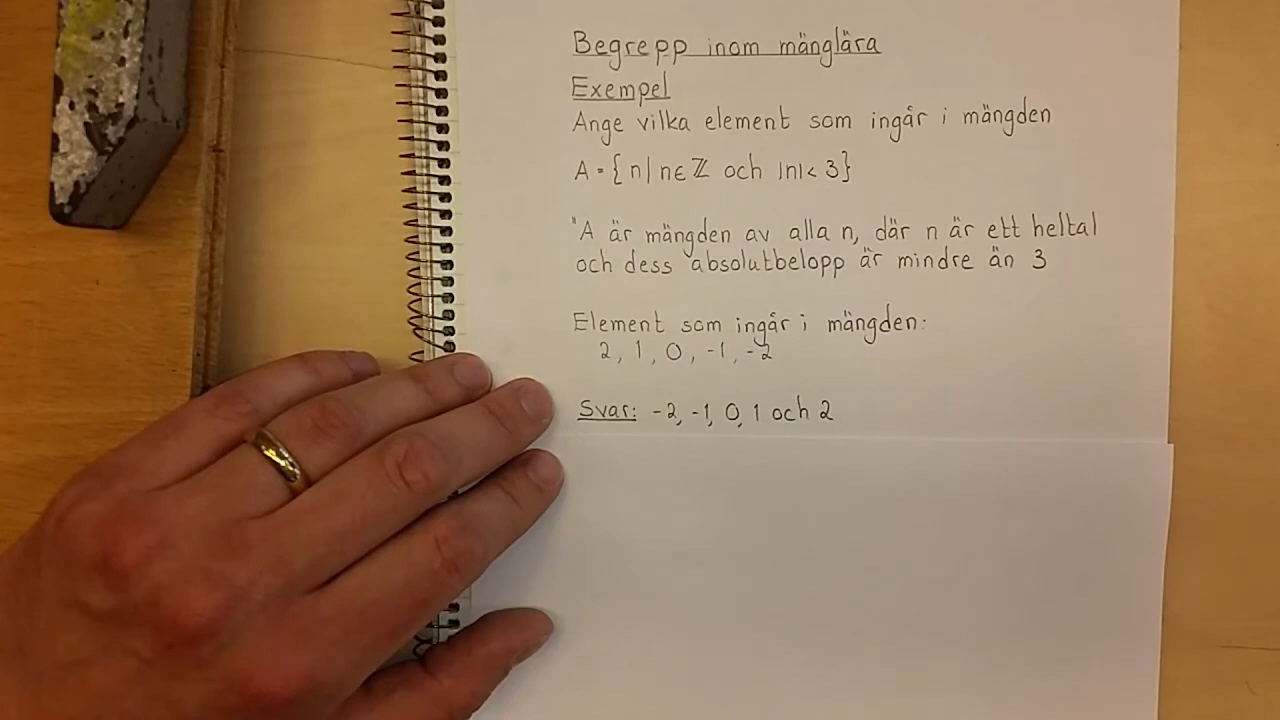 Begrepp inom mänglära
Exempel
Ange vilka element som ingår i mängden
A = { n | n ∈ ℤ och |n| < 3}
"A är mängden av alla n, där n är ett heltal
och dess absolutbelopp är mindre än 3
Element som ingår i mängden:
2, 1, 0, -1, -2
Svar: -2, -1, 0, 1 och 2